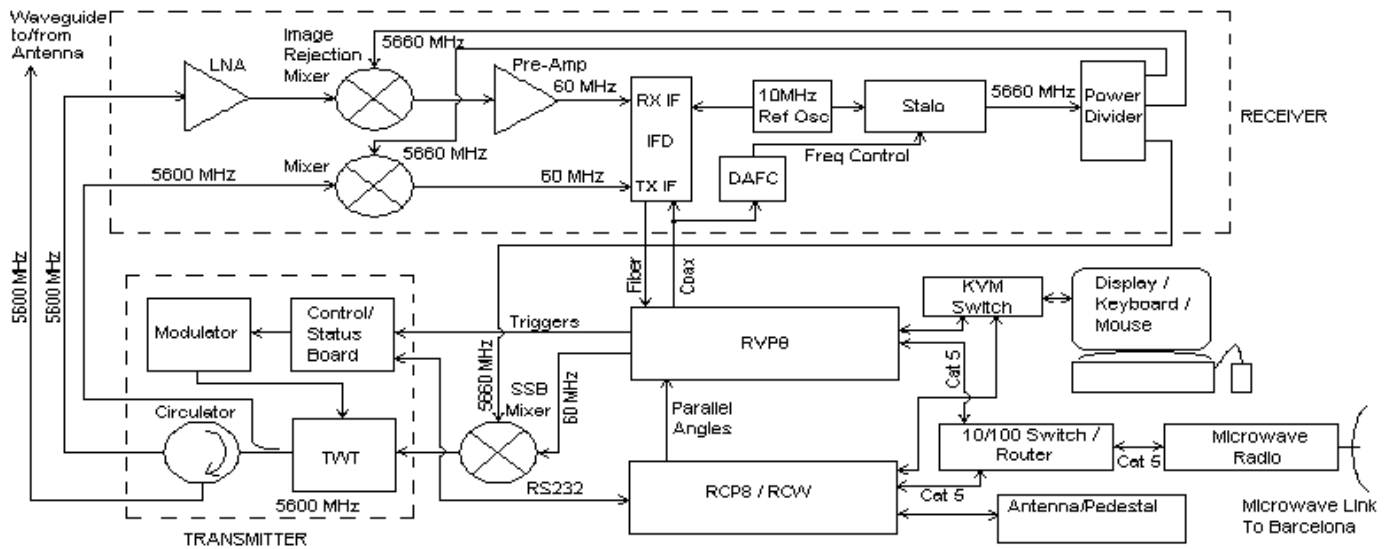 Waveguide
to/from
Antenna
LNA
Image
Rejection
Mixer
5660 MHz
Pre-Amp
60 MHz
RX IF
IFD
TX IF
10MHz
Ref Osc
Stalo
5660 MHz
Power
Divider
RECEIVER
Mixer
5660 MHz
5600 MHz
60 MHz
DAFC
Freq Control
5600 MHz
5600 MHz
Fiber
Coax
Modulator
Control/
Status
Board
Triggers
RVP8
KVM
Switch
Display /
Keyboard /
Mouse
Cat 5
5660 MHz
SSB
Mixer
60 MHz
Parallel
Angles
Circulator
TWT
5600 MHz
TRANSMITTER
RS232
RCP8 / RCW
10/100 Switch /
Router
Cat 5
Cat 5
Microwave
Radio
Antenna/Pedestal
Microwave Link
To Barcelona